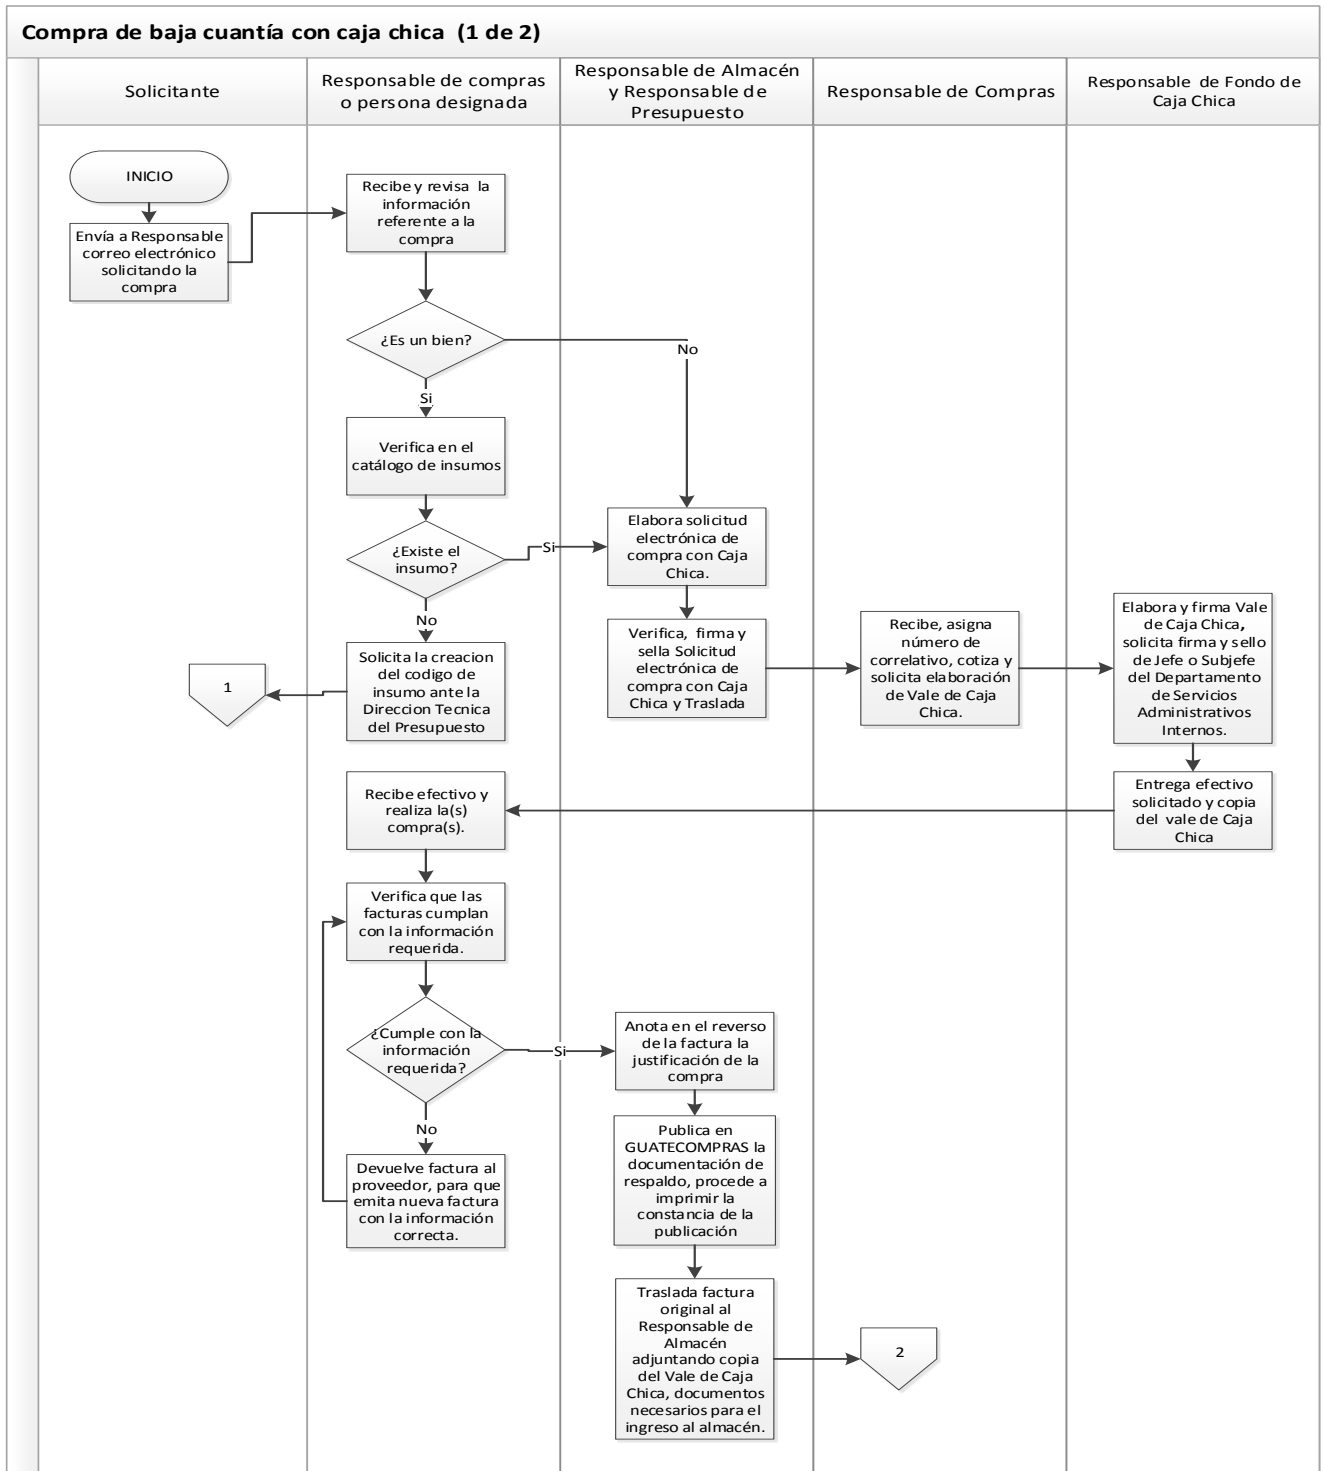 Compra de baja cuantía con caja chica (1 de 2)
Solicitante
Responsable de compras
o persona designada
Responsable de Almacén
y Responsable de
Presupuesto
Responsable de Compras
Responsable de Fondo de
Caja Chica
INICIO
Envía a Responsable
correo electrónico
solicitando la
compra
Recibe y revisa la
información
referente a la
compra
¿Es un bien?
No
Si
Verifica en el
catálogo de insumos
¿Existe el
insumo?
Si
No
Solicita la creacion
del codigo de
insumo ante la
Direccion Tecnica
del Presupuesto
1
Elabora solicitud
electrónica de
compra con Caja
Chica.
Verifica, firma y
sella Solicitud
electrónica de
compra con Caja
Chica y Traslada
Recibe, asigna
número de
correlativo, cotiza y
solicita elaboración
de Vale de Caja
Chica.
Elabora y firma Vale
de Caja Chica,
solicita firma y sello
de Jefe o Subjefe
del Departamento
de Servicios
Administrativos
Internos.
Entrega efectivo
solicitado y copia
del vale de Caja
Chica
Recibe efectivo y
realiza la(s)
compra(s).
Verifica que las
facturas cumplan
con la información
requerida.
¿Cumple con la
información
requerida?
Si
No
Devuelve factura al
proveedor, para que
emita nueva factura
con la información
correcta.
Anota en el reverso
de la factura la
justificación de la
compra
Publica en
GUATECOMPRAS la
documentación de
respaldo, procede a
imprimir la
constancia de la
publicación
Traslada factura
original al
Responsable de
Almacén
adjuntando copia
del Vale de Caja
Chica, documentos
necesarios para el
ingreso al almacén.
2